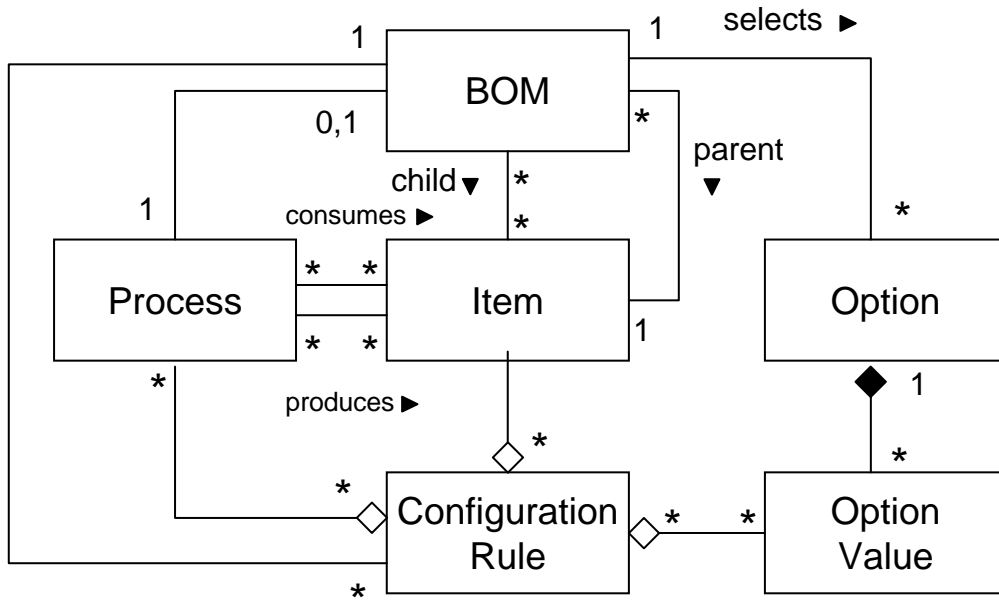 selects ►
1
1
BOM
0,1
*
parent
▼
child ▼
*
1
consumes ►
*
*
Process
*
*
Item
Option
*
*
1
*
1
produces ►
*
*
*
Configuration
Rule
*
*
Option
Value
*